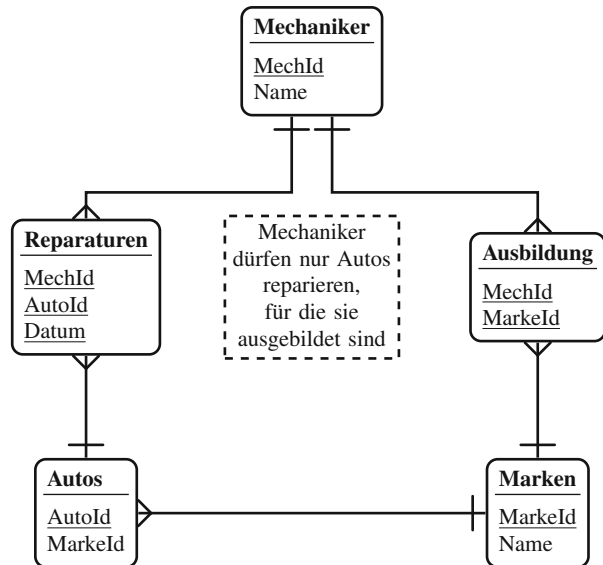 Mechaniker
MechId
Name
Reparaturen
MechId
AutoId
Datum
Mechaniker
dürfen nur Autos
reparieren,
für die sie
ausgebildet sind
Ausbildung
MechId
MarkeId
Autos
AutoId
MarkeId
Marken
MarkeId
Name